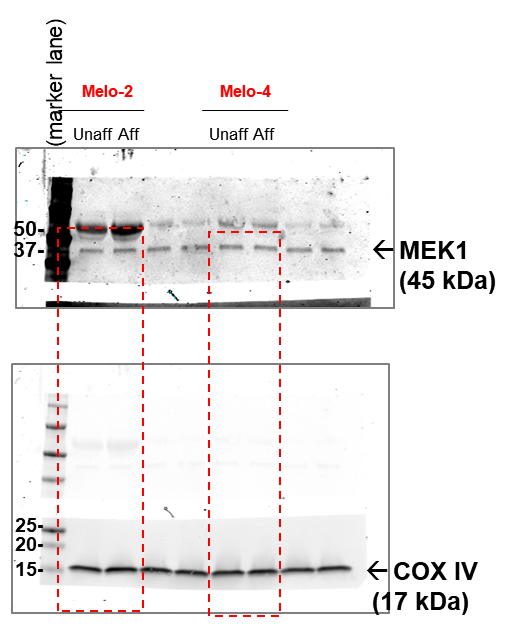 (marker lane)
Melo-2 Melo-4
Unaff Aff Unaff Aff
50-
37- ← MEK1
(45 kDa)
25-
20-
15- ← COX IV
(17 kDa)